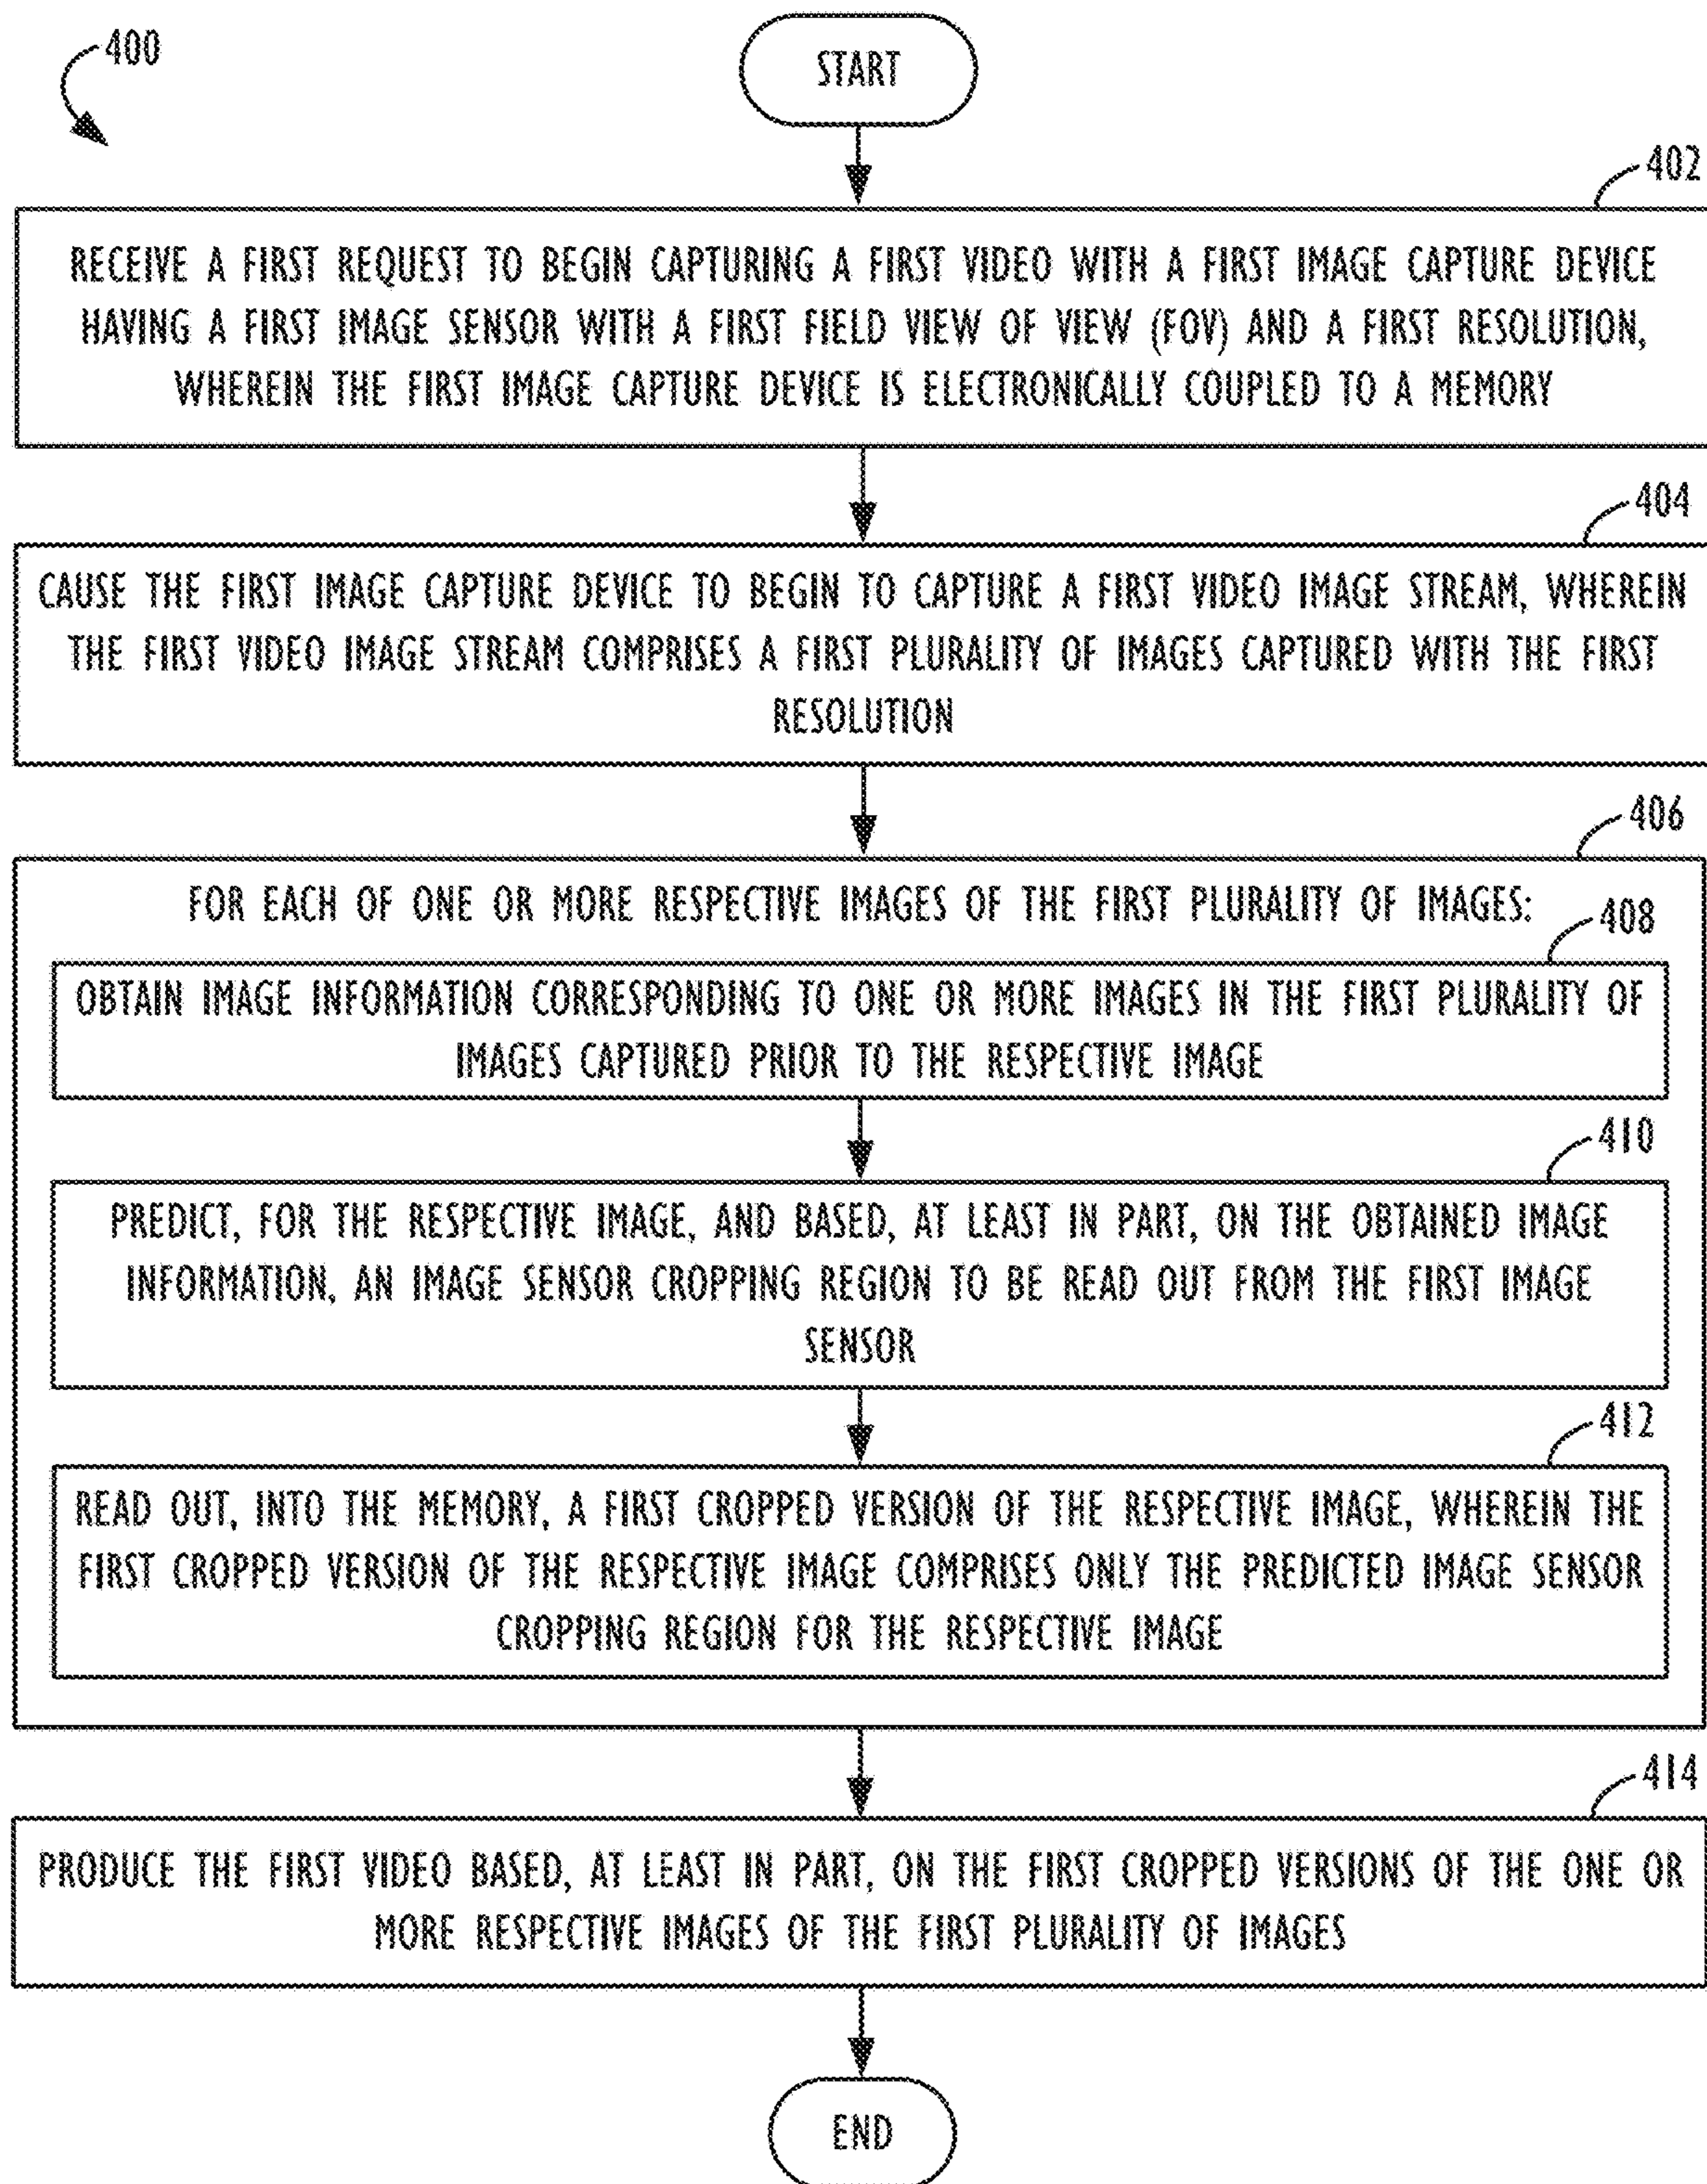 400
START
402
RECEIVE A FIRST REQUEST TO BEGIN CAPTURING A FIRST VIDEO WITH A FIRST IMAGE CAPTURE DEVICE
HAVING A FIRST IMAGE SENSOR WITH A FIRST FIELD VIEW OF VIEW (FOV) AND A FIRST RESOLUTION,
WHEREIN THE FIRST IMAGE CAPTURE DEVICE IS ELECTRONICALLY COUPLED TO A MEMORY
404
CAUSE THE FIRST IMAGE CAPTURE DEVICE TO BEGIN TO CAPTURE A FIRST VIDEO IMAGE STREAM, WHEREIN
THE FIRST VIDEO IMAGE STREAM COMPRISES A FIRST PLURALITY OF IMAGES CAPTURED WITH THE FIRST
RESOLUTION
406
FOR EACH OF ONE OR MORE RESPECTIVE IMAGES OF THE FIRST PLURALITY OF IMAGES:
408
OBTAIN IMAGE INFORMATION CORRESPONDING TO ONE OR MORE IMAGES IN THE FIRST PLURALITY OF
IMAGES CAPTURED PRIOR TO THE RESPECTIVE IMAGE
410
PREDICT, FOR THE RESPECTIVE IMAGE, AND BASED, AT LEAST IN PART, ON THE OBTAINED IMAGE
INFORMATION, AN IMAGE SENSOR CROPPING REGION TO BE READ OUT FROM THE FIRST IMAGE
SENSOR
412
READ OUT, INTO THE MEMORY, A FIRST CROPPED VERSION OF THE RESPECTIVE IMAGE, WHEREIN THE
FIRST CROPPED VERSION OF THE RESPECTIVE IMAGE COMPRISES ONLY THE PREDICTED IMAGE SENSOR
CROPPING REGION FOR THE RESPECTIVE IMAGE
414
PRODUCE THE FIRST VIDEO BASED, AT LEAST IN PART, ON THE FIRST CROPPED VERSIONS OF THE ONE OR
MORE RESPECTIVE IMAGES OF THE FIRST PLURALITY OF IMAGES
END